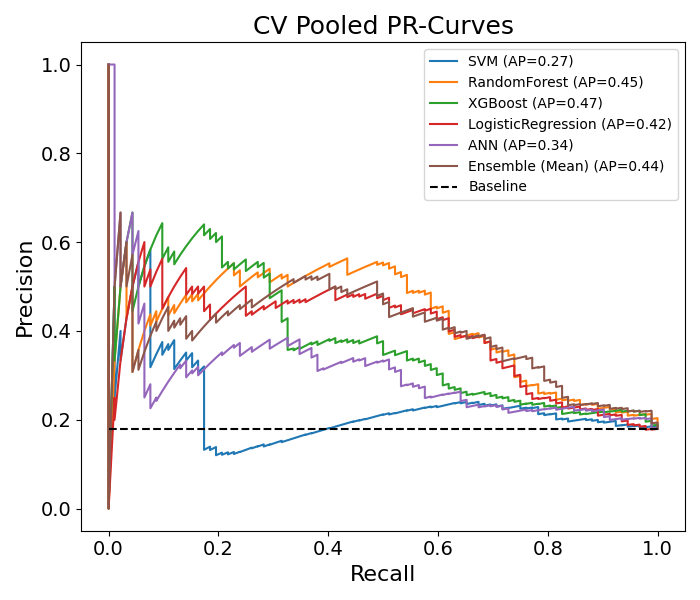 CV Pooled PR-Curves
SVM (AP=0.27)
RandomForest (AP=0.45)
XGBoost (AP=0.47)
LogisticRegression (AP=0.42)
ANN (AP=0.34)
Ensemble (Mean) (AP=0.44)
Baseline
Precision
1.0
0.8
0.6
0.4
0.2
0.0
0.0 0.2 0.4 0.6 0.8 1.0
Recall